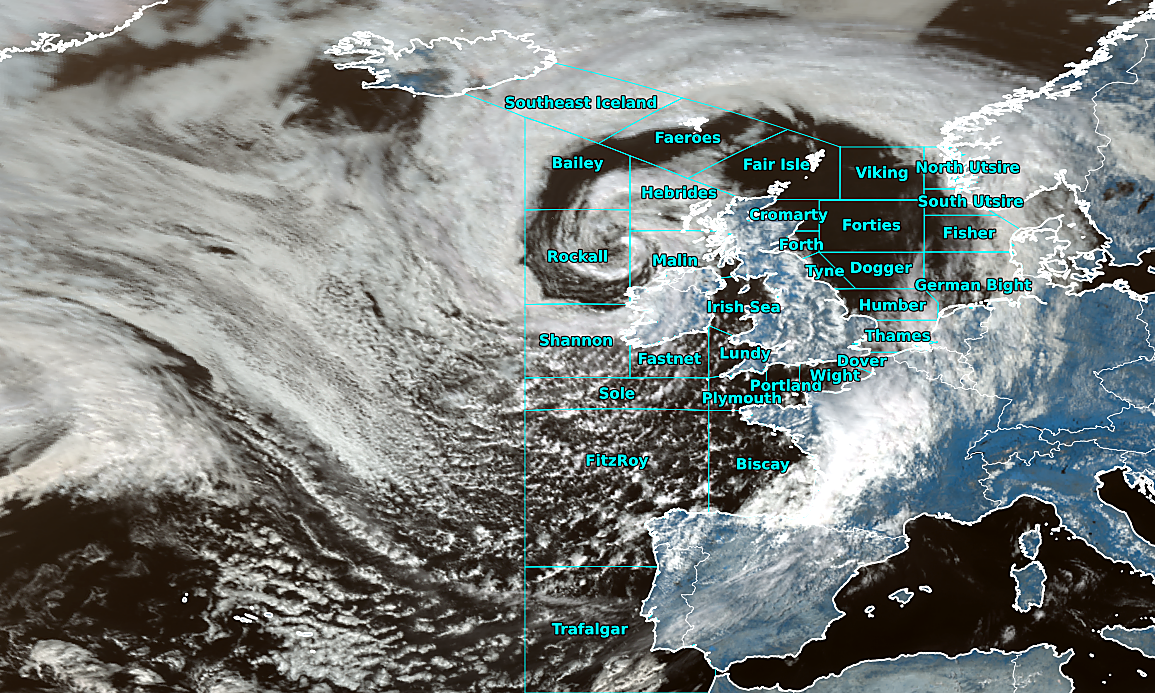 Southeast Iceland
Faeroes
Bailey
Fair Isle
Viking
North Utsire
Hebrides
South Utsire
Cromarty
Forties
Fisher
Forth
Rockall
Malin
Tyne
Dogger
German Bight
Irish Sea
Humber
Thames
Shannon
Fastnet
Lundy
Dover
Wight
Portland
Sole
Plymouth
FitzRoy
Biscay
Trafalgar